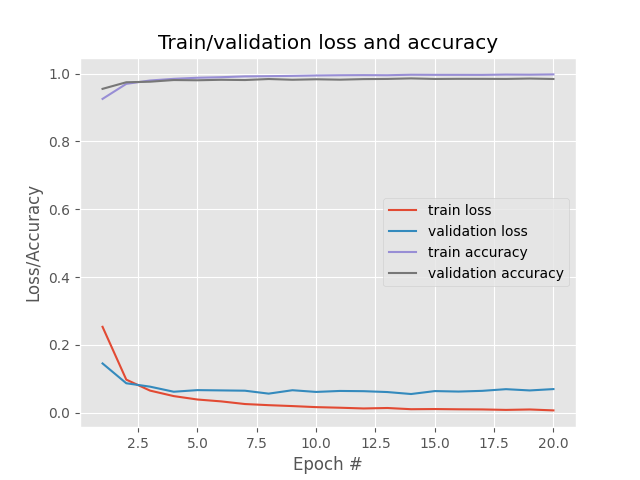 Train/validation loss and accuracy
Loss/Accuracy
1.0
0.8
0.6
0.4
0.2
0.0
train loss
validation loss
train accuracy
validation accuracy
2.5 5.0 7.5 10.0 12.5 15.0 17.5 20.0
Epoch #